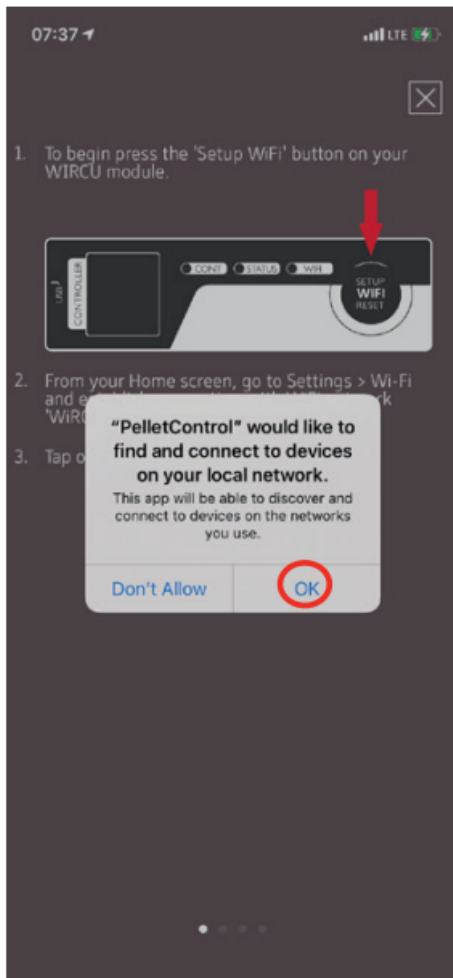 07:37
LTE
1. To begin press the 'Setup WiFi' button on your
WIRCU module.
USB
CONTROLLER
CONT
STATUS
WIFI
SETUP
WIFI
RESET
2. From your Home screen, go to Settings > Wi-Fi
and
'WiRC
3. Tap o
"PelletControl" would like to
find and connect to devices
on your local network.
This app will be able to discover and
connect to devices on the networks
you use.
Don't Allow
OK